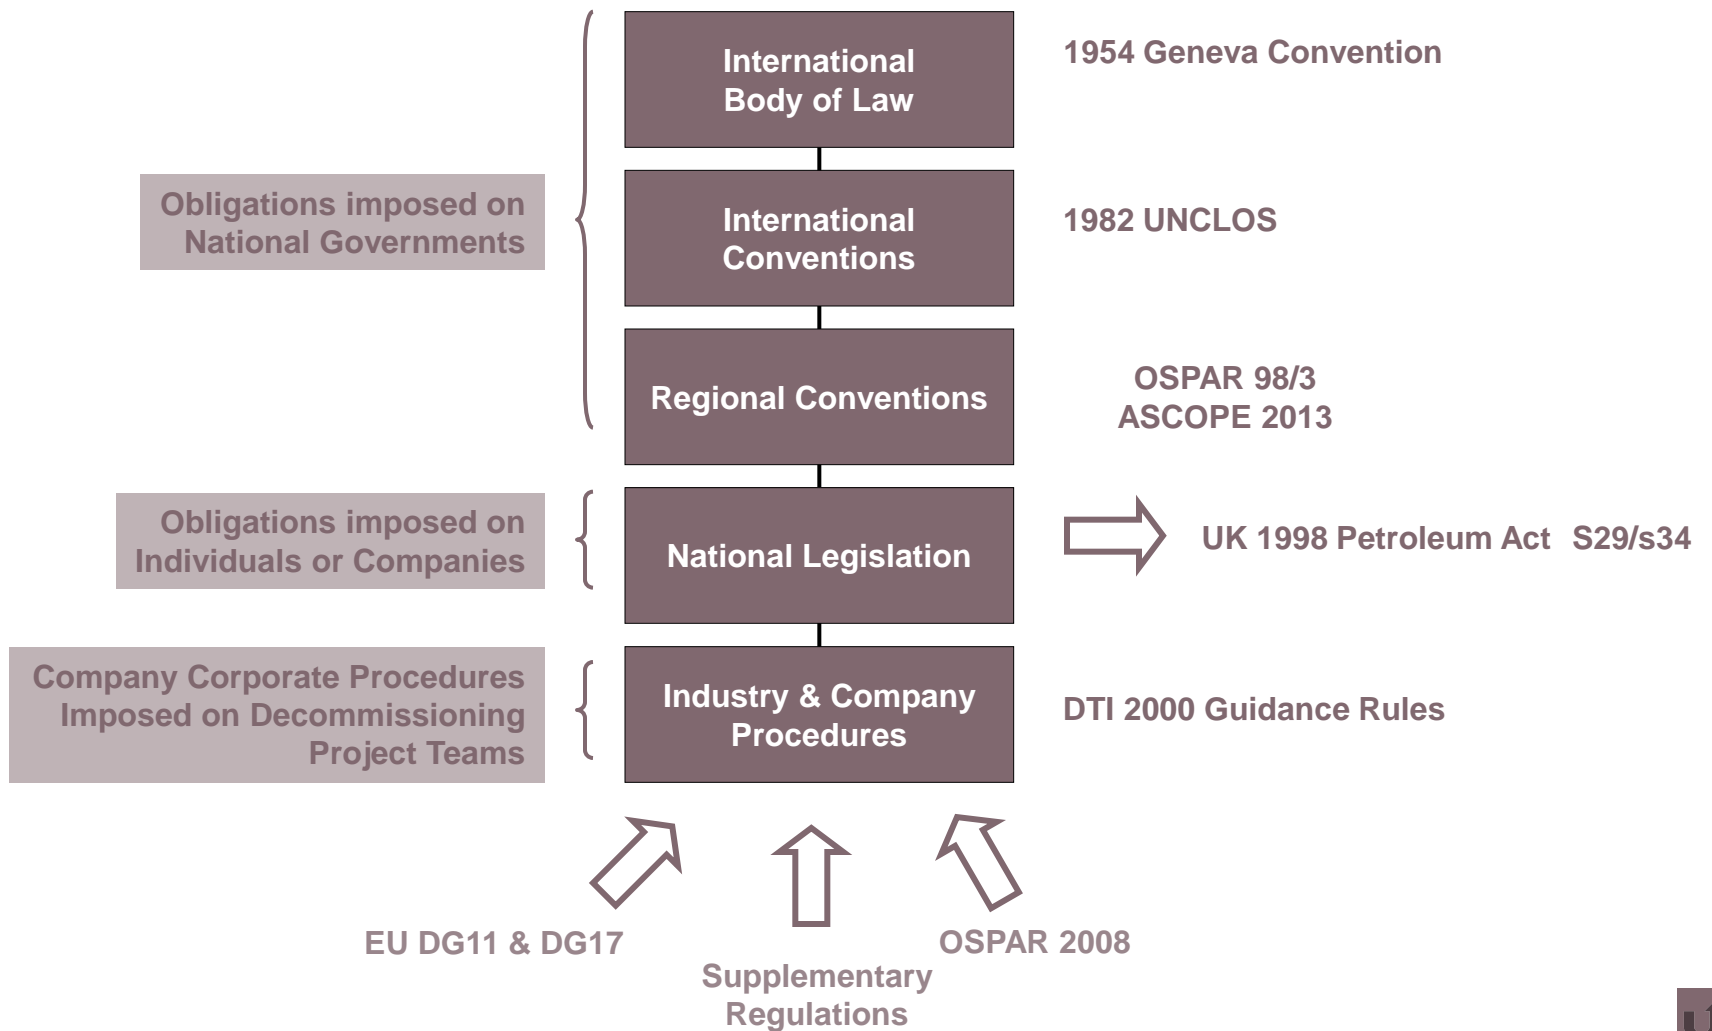 International
Body of Law
1954 Geneva Convention
Obligations imposed on
National Governments
International
Conventions
1982 UNCLOS
Regional Conventions
OSPAR 98/3
ASCOPE 2013
Obligations imposed on
Individuals or Companies
National Legislation
UK 1998 Petroleum Act S29/s34
Company Corporate Procedures
Imposed on Decommissioning
Project Teams
Industry & Company
Procedures
DTI 2000 Guidance Rules
EU DG11 & DG17
Supplementary
Regulations
OSPAR 2008